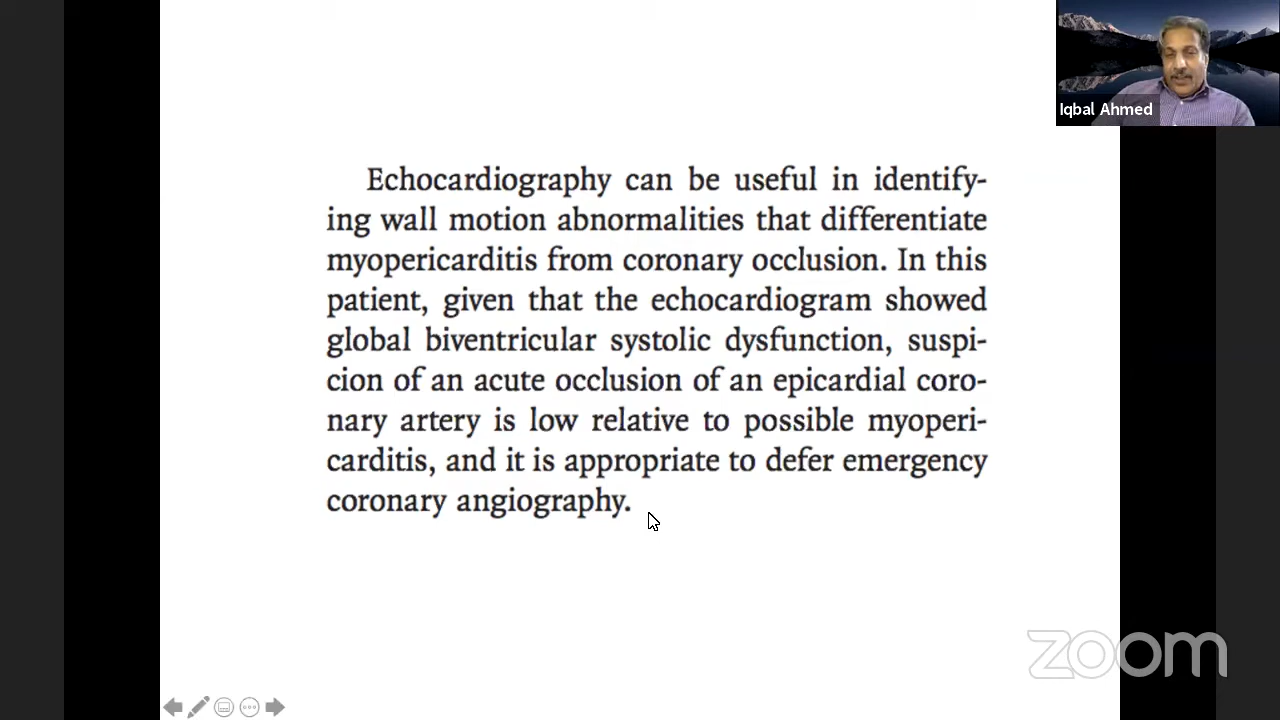 Iqbal Ahmed
Echocardiography can be useful in identify-
ing wall motion abnormalities that differentiate
myopericarditis from coronary occlusion. In this
patient, given that the echocardiogram showed
global biventricular systolic dysfunction, suspi-
cion of an acute occlusion of an epicardial coro-
nary artery is low relative to possible myoperi-
carditis, and it is appropriate to defer emergency
coronary angiography.
zoom